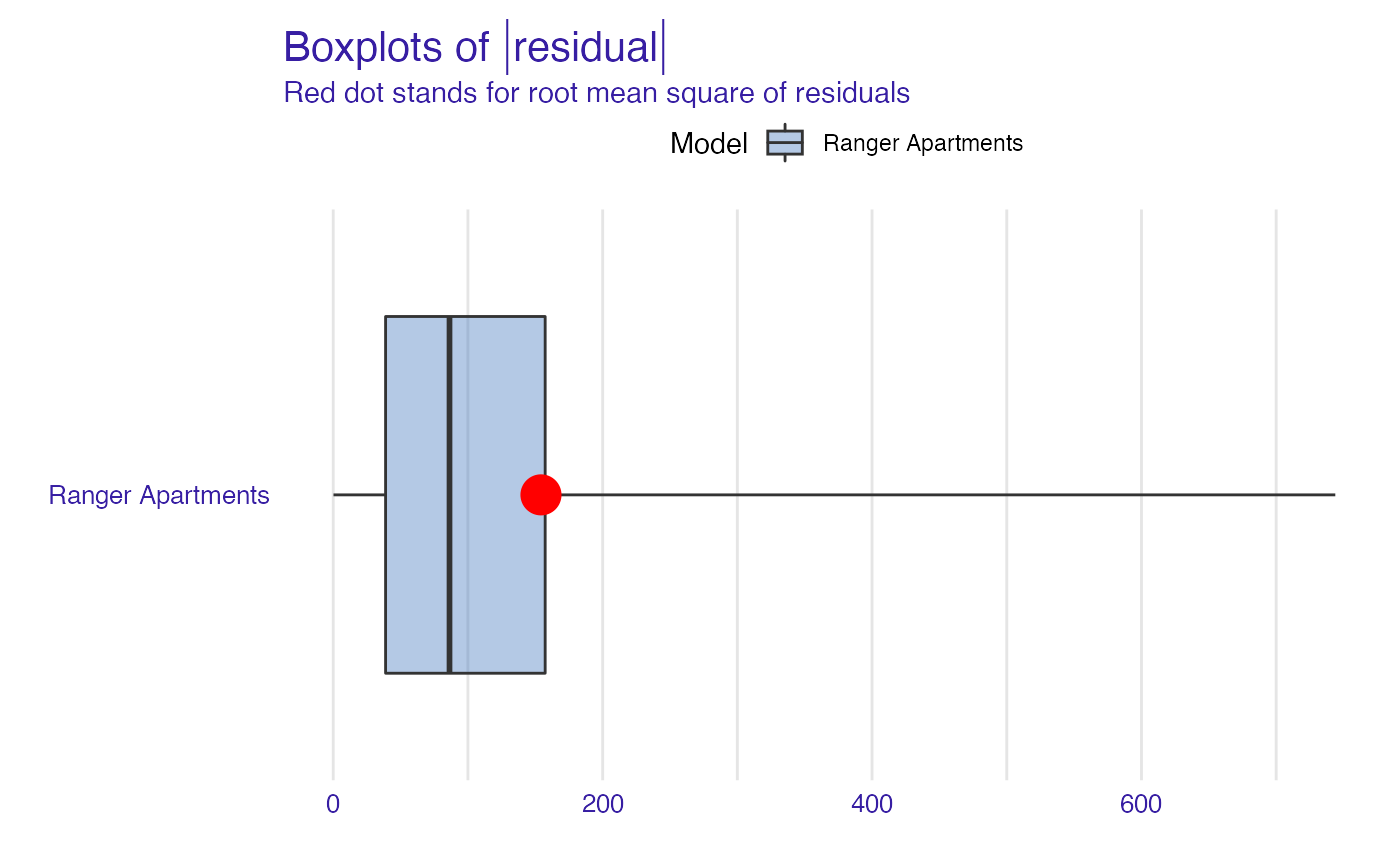 Boxplots of |residual|
Red dot stands for root mean square of residuals
Model Ranger Apartments
Ranger Apartments
0 200 400 600